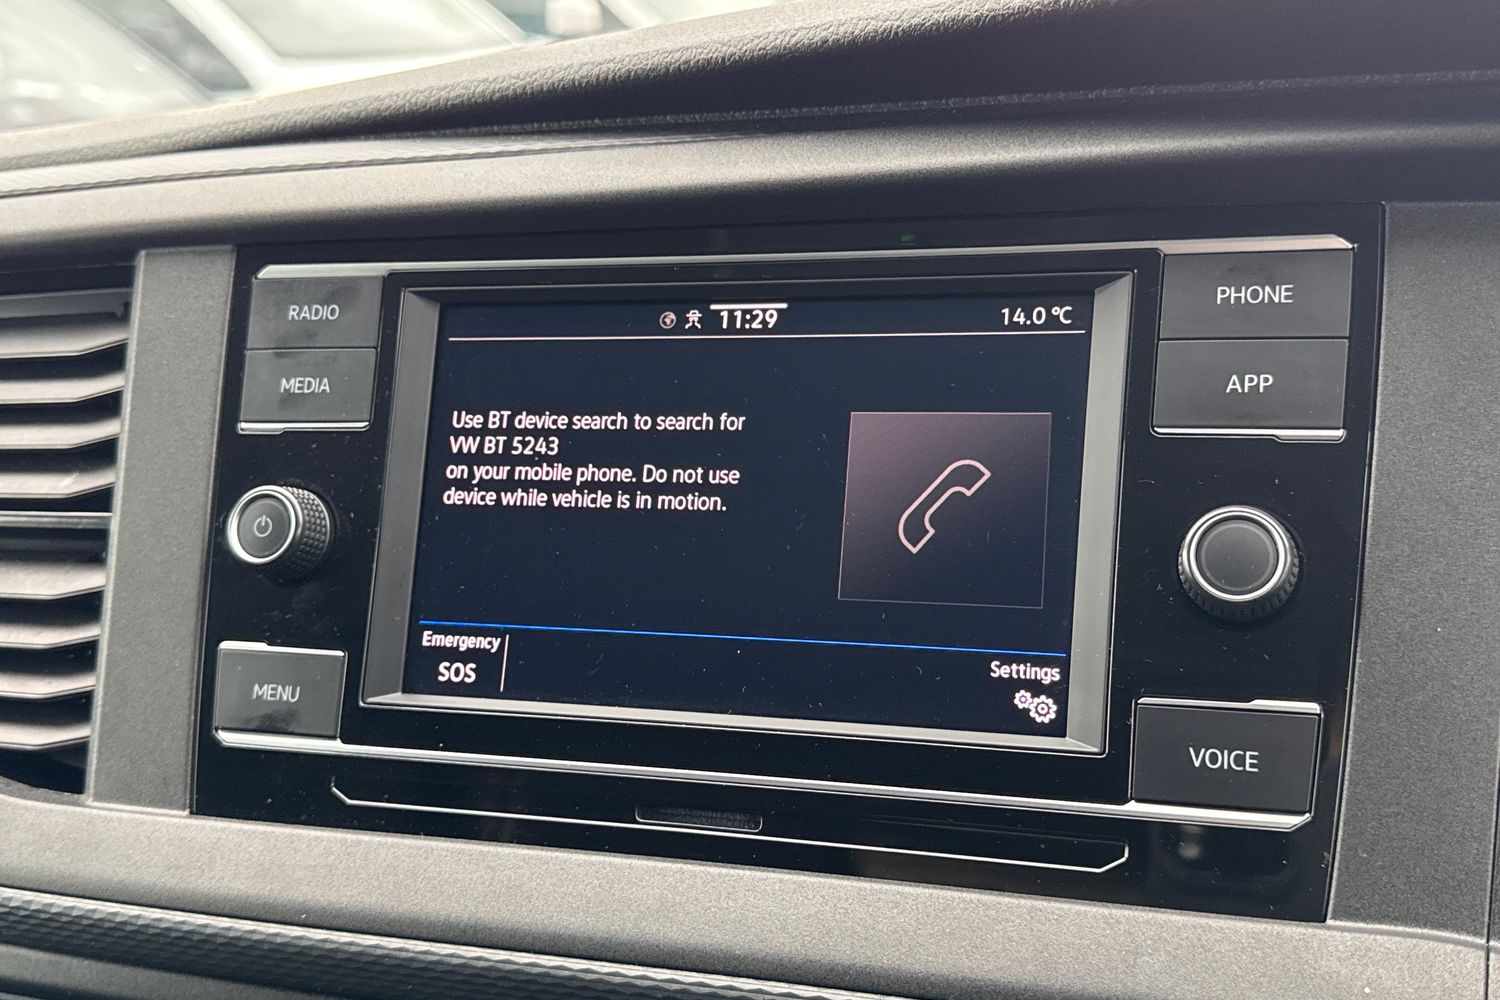 RADIO
MEDIA
MENU
11:29
14.0 °C
Use BT device search to search for
VW BT 5243
on your mobile phone. Do not use
device while vehicle is in motion.
Emergency
SOS
Settings
PHONE
APP
VOICE